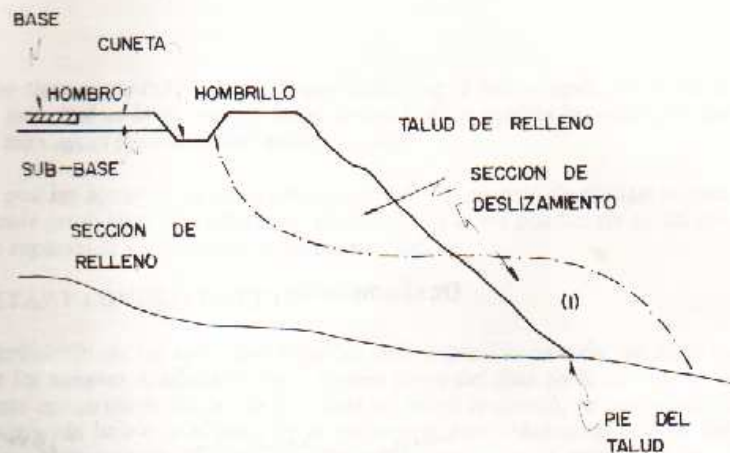 BASE
CUNETA
HOMBRO
HOMBRILLO
TALUD DE RELLENO
SUB-BASE
SECCION DE
DESLIZAMIENTO
SECCION DE
RELLENO
(1)
PIE DEL
TALUD